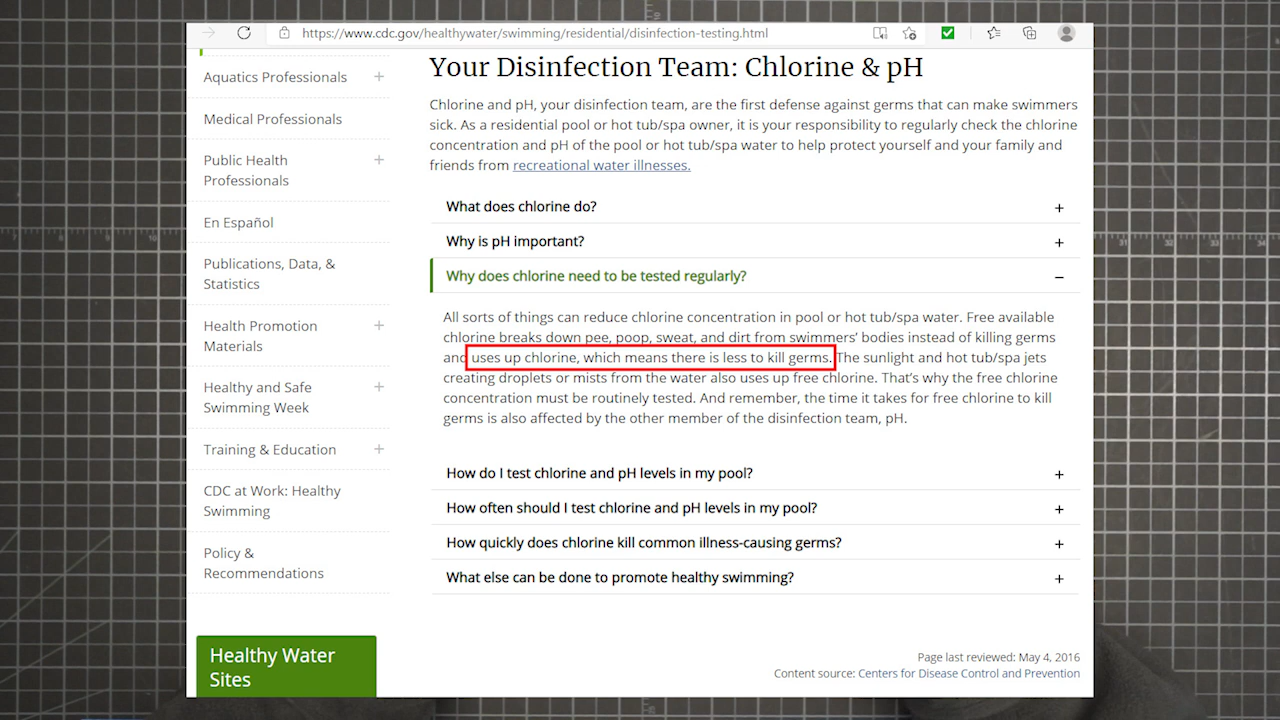 https://www.cdc.gov/healthywater/swimming/residential/disinfection-testing.html
Aquatics Professionals +
Medical Professionals
Public Health +
Professionals
En Español
Publications, Data, &
Statistics
Health Promotion +
Materials
Healthy and Safe +
Swimming Week
Training & Education +
CDC at Work: Healthy
Swimming
Policy &
Recommendations
Healthy Water
Sites
Your Disinfection Team: Chlorine & pH
Chlorine and pH, your disinfection team, are the first defense against germs that can make swimmers
sick. As a residential pool or hot tub/spa owner, it is your responsibility to regularly check the chlorine
concentration and pH of the pool or hot tub/spa water to help protect yourself and your family and
friends from recreational water illnesses.
What does chlorine do? +
Why is pH important? +
Why does chlorine need to be tested regularly? −
All sorts of things can reduce chlorine concentration in pool or hot tub/spa water. Free available
chlorine breaks down pee, poop, sweat, and dirt from swimmers’ bodies instead of killing germs
and uses up chlorine, which means there is less to kill germs. The sunlight and hot tub/spa jets
creating droplets or mists from the water also uses up free chlorine. That’s why the free chlorine
concentration must be routinely tested. And remember, the time it takes for free chlorine to kill
germs is also affected by the other member of the disinfection team, pH.
How do I test chlorine and pH levels in my pool? +
How often should I test chlorine and pH levels in my pool? +
How quickly does chlorine kill common illness-causing germs? +
What else can be done to promote healthy swimming? +
Page last reviewed: May 4, 2016
Content source: Centers for Disease Control and Prevention